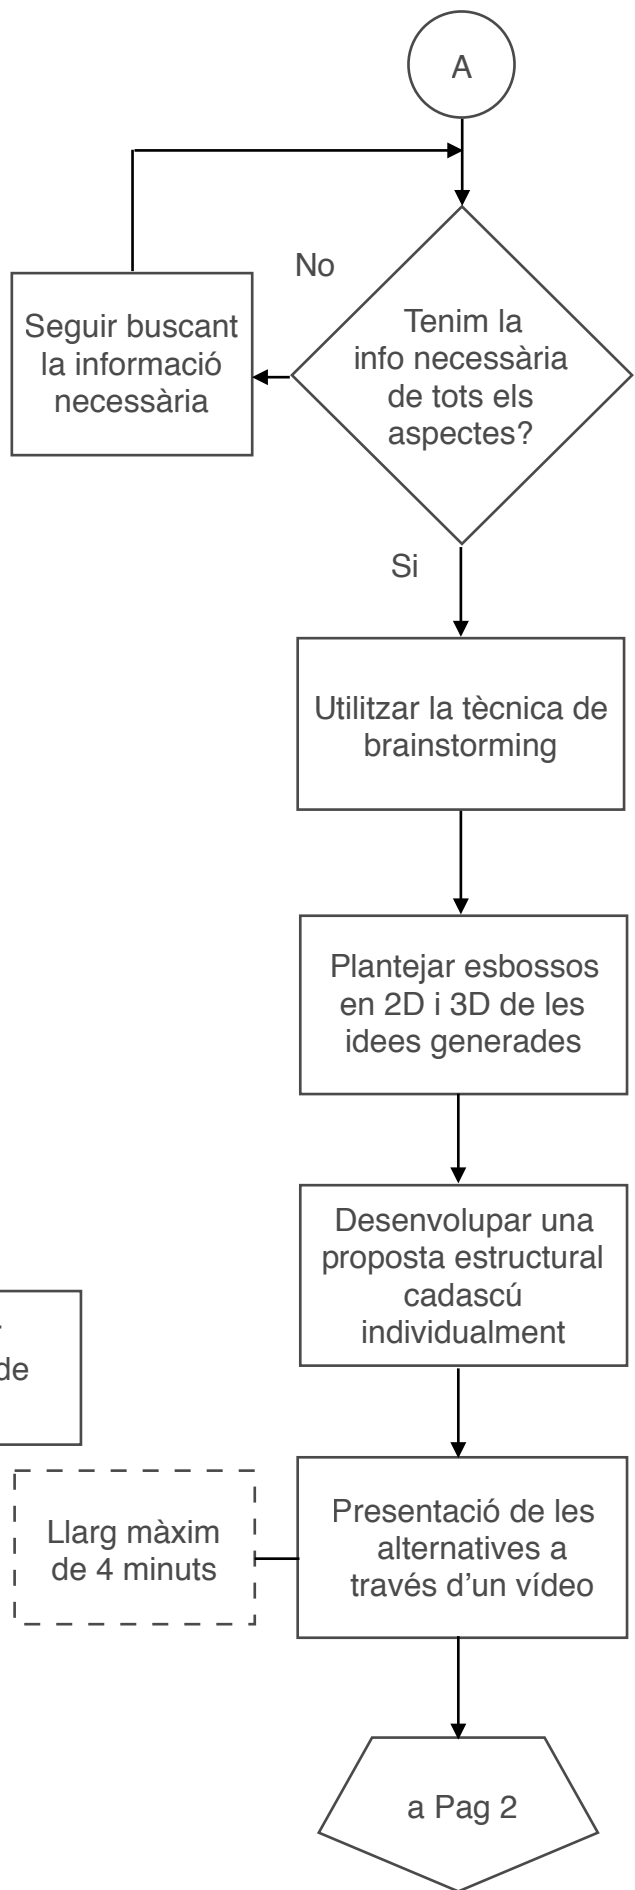 A
No
Seguir buscant
la informació
necessària
Tenim la
info necessària
de tots els
aspectes?
Si
Utilitzar la tècnica de
brainstorming
Plantejar esbossos
en 2D i 3D de les
idees generades
Desenvolupar una
proposta estructural
cadascú
individualment
de
Llarg màxim
de 4 minuts
Presentació de les
alternatives a
través d'un vídeo
a Pag 2